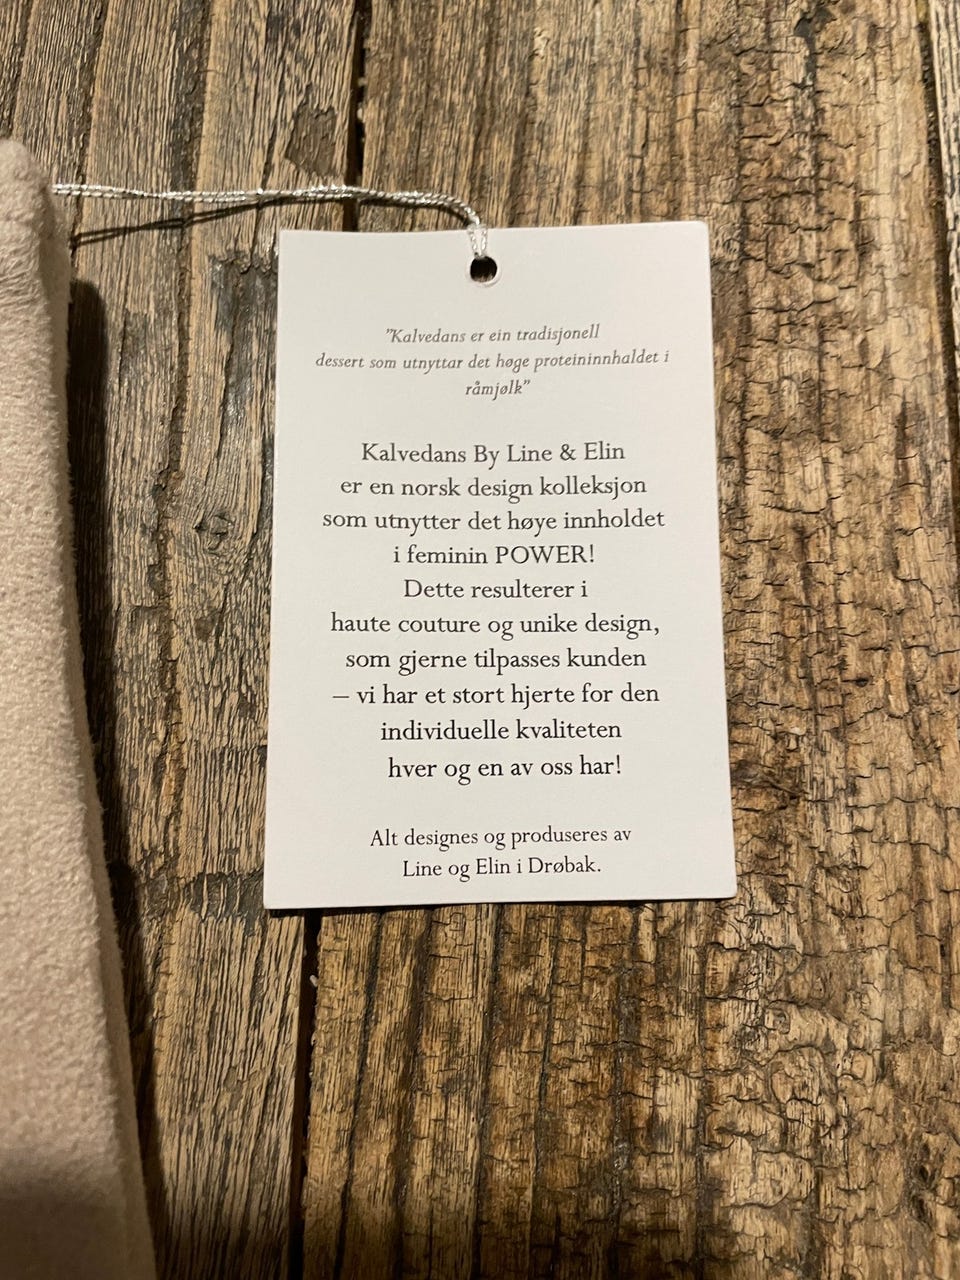 "Kalvedans er ein tradisjonell
dessert som utnyttar det høge proteininnhaldet i
råmjølk"
Kalvedans By Line & Elin
er en norsk design kolleksjon
som utnytter det høye innholdet
i feminin POWER!
Dette resulterer i
haute couture og unike design,
som gjerne tilpasses kunden
– vi har et stort hjerte for den
individuelle kvaliteten
hver og en av oss har!
Alt designes og produseres av
Line og Elin i Drøbak.